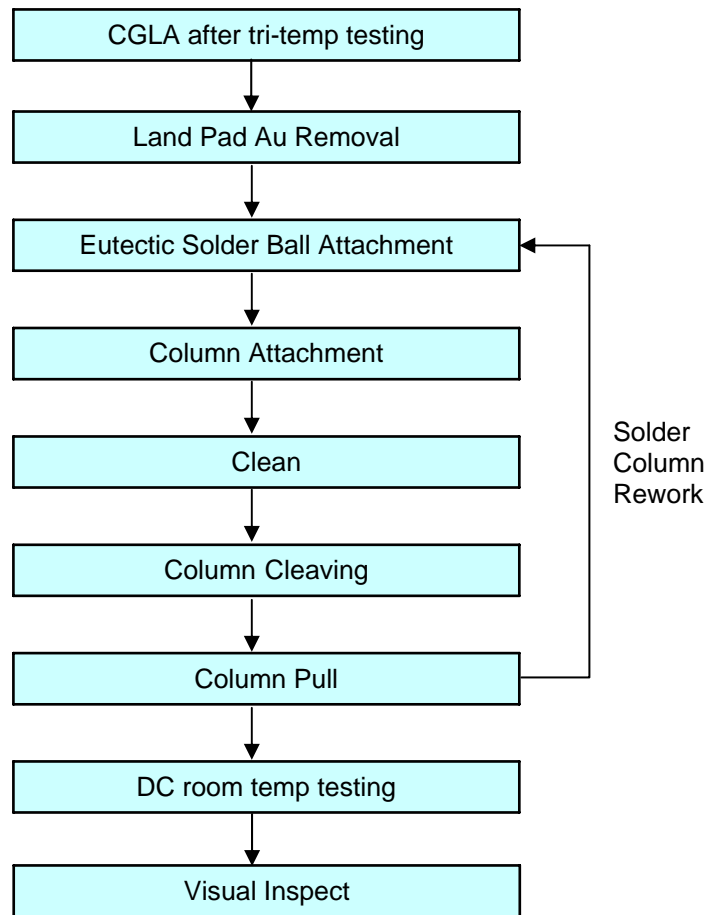 CGLA after tri-temp testing
Land Pad Au Removal
Eutectic Solder Ball Attachment
Column Attachment
Clean
Column Cleaving
Column Pull
Solder
Column
Rework
DC room temp testing
Visual Inspect